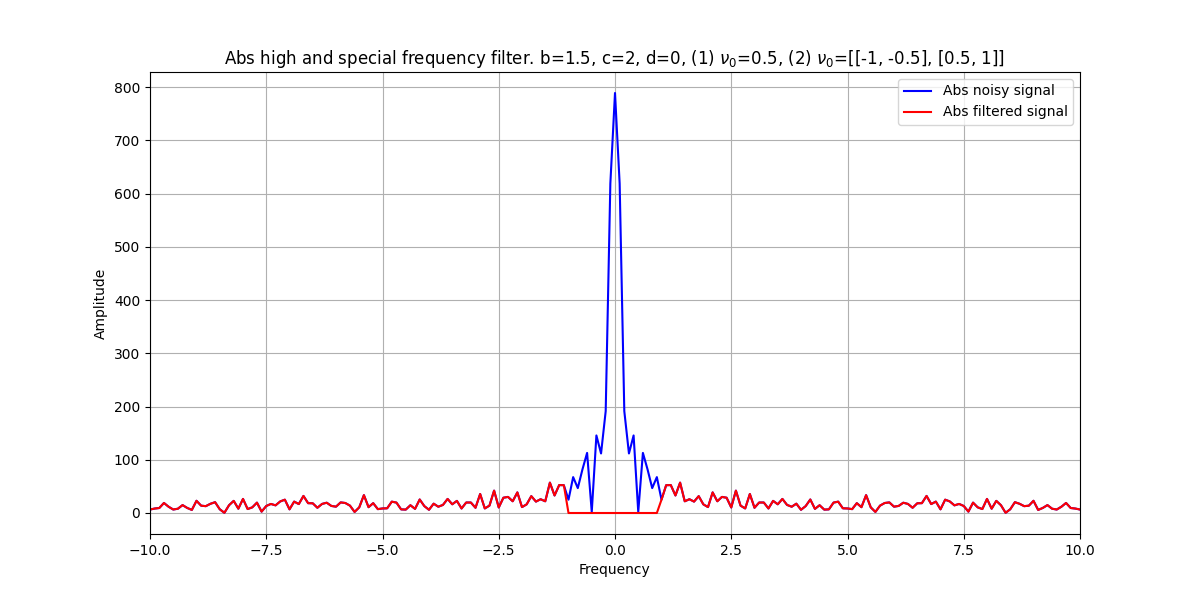 Abs high and special frequency filter. b=1.5, c=2, d=0, (1) ν₀=0.5, (2) ν₀=[[-1, -0.5], [0.5, 1]]
Abs noisy signal
Abs filtered signal
800
700
600
500
400
300
200
100
0
Amplitude
−10.0 −7.5 −5.0 −2.5 0.0 2.5 5.0 7.5 10.0
Frequency